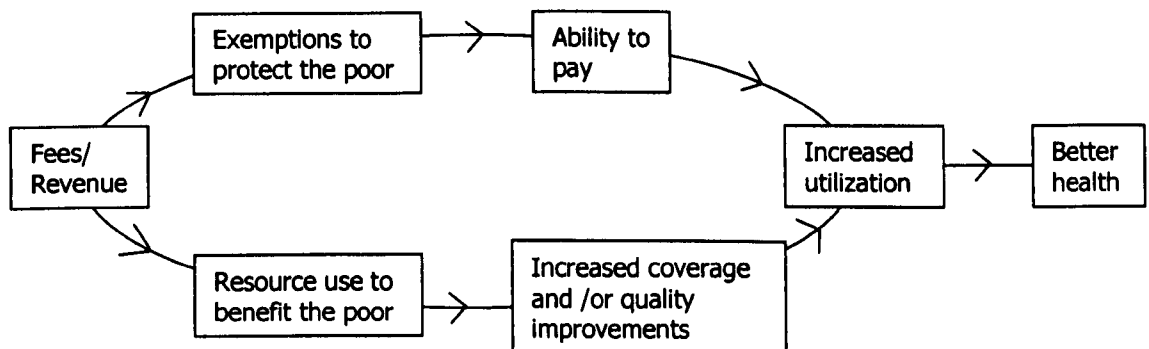 Exemptions to
protect the poor
Ability to
pay
Fees/
Revenue
Increased
utilization
Better
health
Resource use to
benefit the poor
Increased coverage
and /or quality
improvements